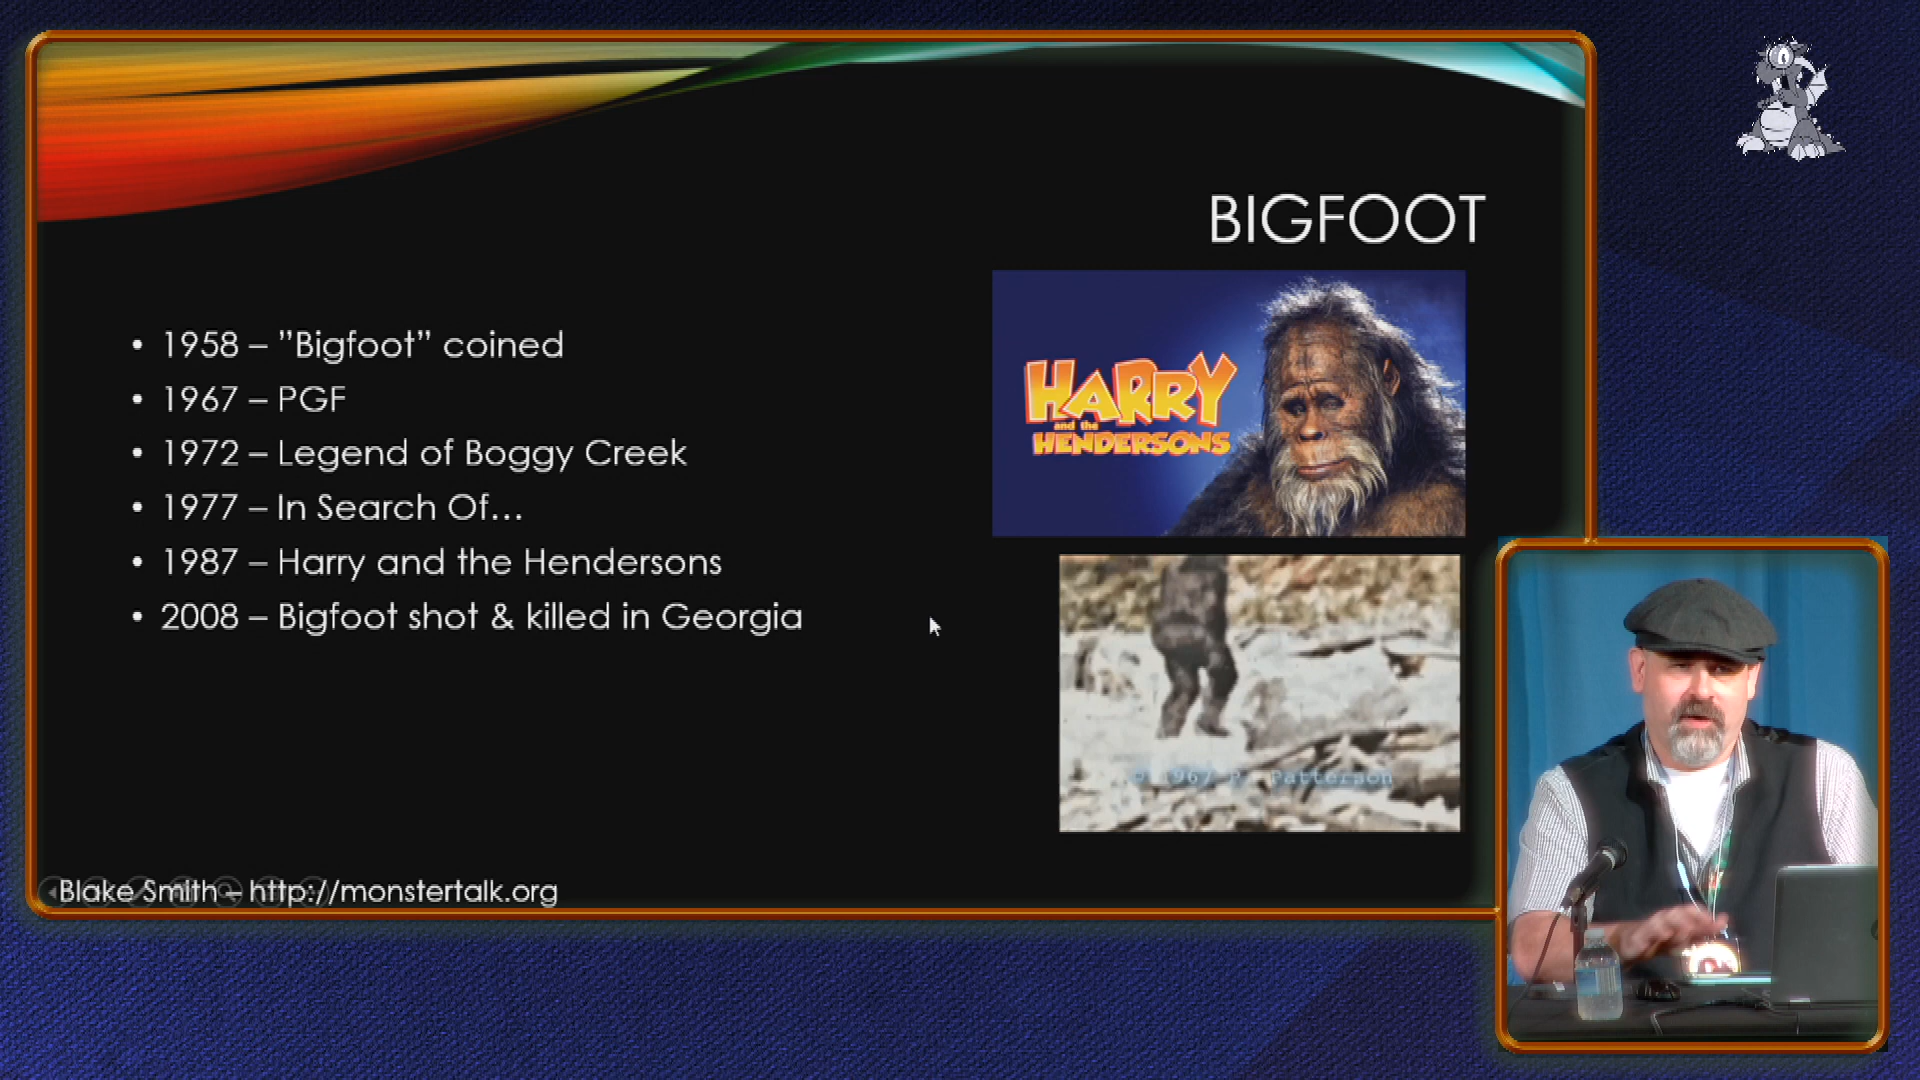 BIGFOOT
• 1958 – ”Bigfoot” coined
• 1967 – PGF
• 1972 – Legend of Boggy Creek
• 1977 – In Search Of…
• 1987 – Harry and the Hendersons
• 2008 – Bigfoot shot & killed in Georgia
HARRY
and the
HENDERSONS
© 1967 R. Patterson
Blake Smith – http://monstertalk.org